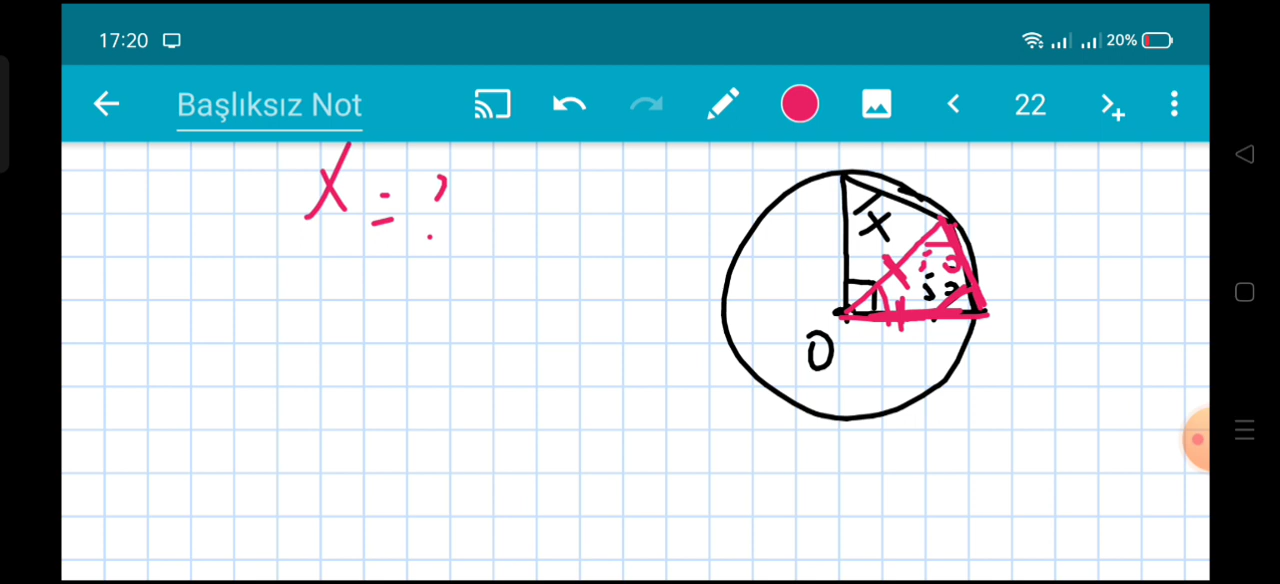 17:20 20%
Başlıksız Not 22
X = ?
X
X
O